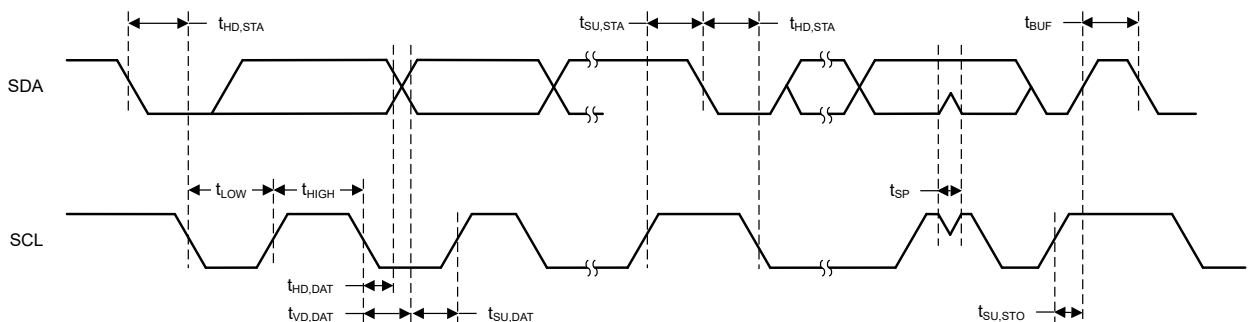 tHD,STA
tSU,STA
tHD,STA
tBUF
SDA
tLOW
tHIGH
tSP
SCL
tHD,DAT
tVD,DAT
tSU,DAT
tSU,STO